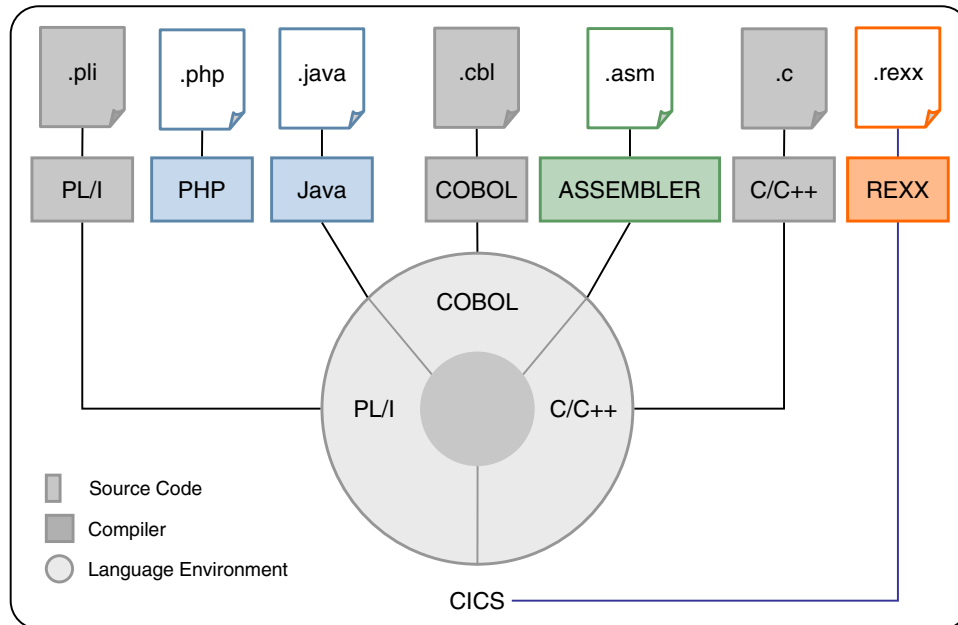 .pli
.php
.java
.cbl
.asm
.c
.rexx
PL/I
PHP
Java
COBOL
ASSEMBLER
C/C++
REXX
COBOL
PL/I
C/C++
Source Code
Compiler
Language Environment
CICS